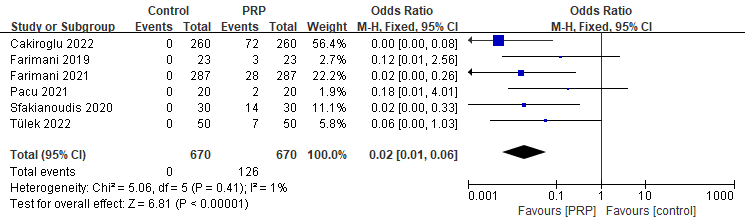 Control PRP Odds Ratio Odds Ratio
Study or Subgroup Events Total Events Total Weight M-H, Fixed, 95% CI M-H, Fixed, 95% CI
Cakiroglu 2022 0 260 72 260 56.4% 0.00 [0.00, 0.08]
Farimani 2019 0 23 3 23 2.7% 0.12 [0.01, 2.56]
Farimani 2021 0 287 28 287 22.2% 0.02 [0.00, 0.26]
Pacu 2021 0 20 2 20 1.9% 0.18 [0.01, 4.01]
Sfakianoudis 2020 0 30 14 30 11.1% 0.02 [0.00, 0.33]
Tülek 2022 0 50 7 50 5.8% 0.06 [0.00, 1.03]
Total (95% CI) 670 670 100.0% 0.02 [0.01, 0.06]
Total events 0 126
Heterogeneity: Chi² = 5.06, df = 5 (P = 0.41); I² = 1%
Test for overall effect: Z = 6.81 (P < 0.00001)
0.001 0.1 1 10 1000
Favours [PRP] Favours [control]